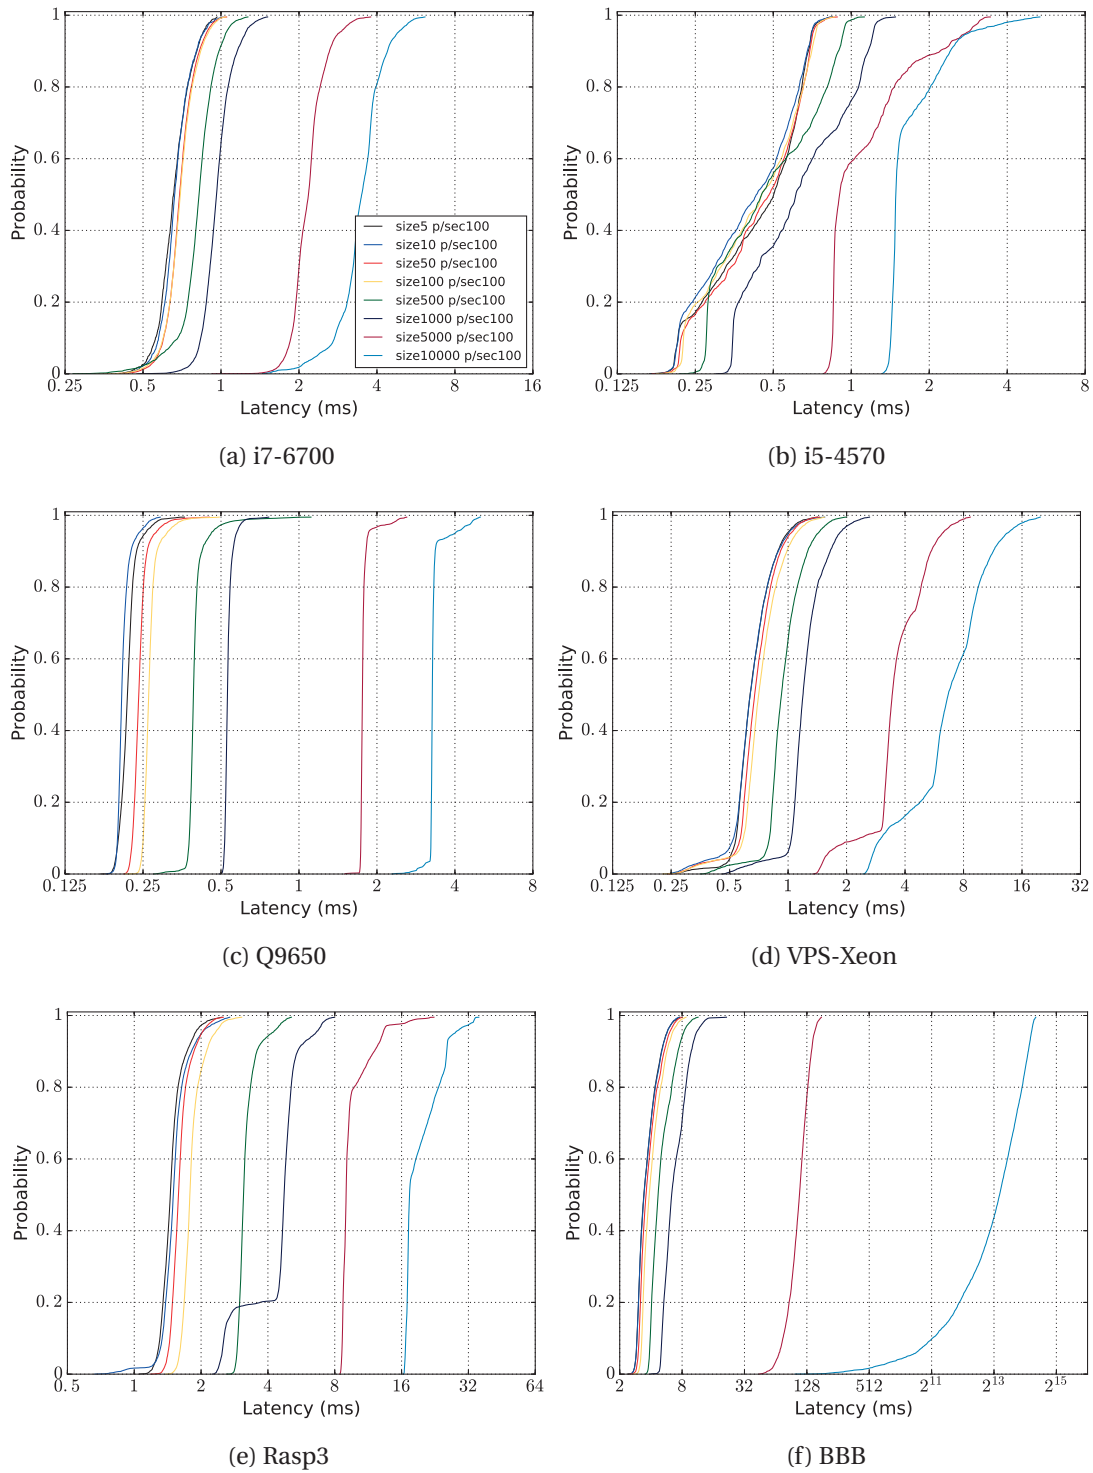 1
0.8
0.6
0.4
0.2
0
Probability
0.25 0.5 1 2 4 8 16
Latency (ms)
size5 p/sec100
size10 p/sec100
size50 p/sec100
size100 p/sec100
size500 p/sec100
size1000 p/sec100
size5000 p/sec100
size10000 p/sec100
(a) i7-6700
1
0.8
0.6
0.4
0.2
0
Probability
0.125 0.25 0.5 1 2 4 8
Latency (ms)
(b) i5-4570
1
0.8
0.6
0.4
0.2
0
Probability
0.125 0.25 0.5 1 2 4 8
Latency (ms)
(c) Q9650
1
0.8
0.6
0.4
0.2
0
Probability
0.125 0.25 0.5 1 2 4 8 16 32
Latency (ms)
(d) VPS-Xeon
1
0.8
0.6
0.4
0.2
0
Probability
0.5 1 2 4 8 16 32 64
Latency (ms)
(e) Rasp3
1
0.8
0.6
0.4
0.2
0
Probability
2 8 32 128 512 2¹¹ 2¹³ 2¹⁵
Latency (ms)
(f) BBB